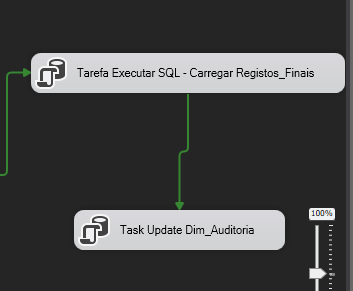 Tarefa Executar SQL - Carregar Registos_Finais
Task Update Dim_Auditoria
100%